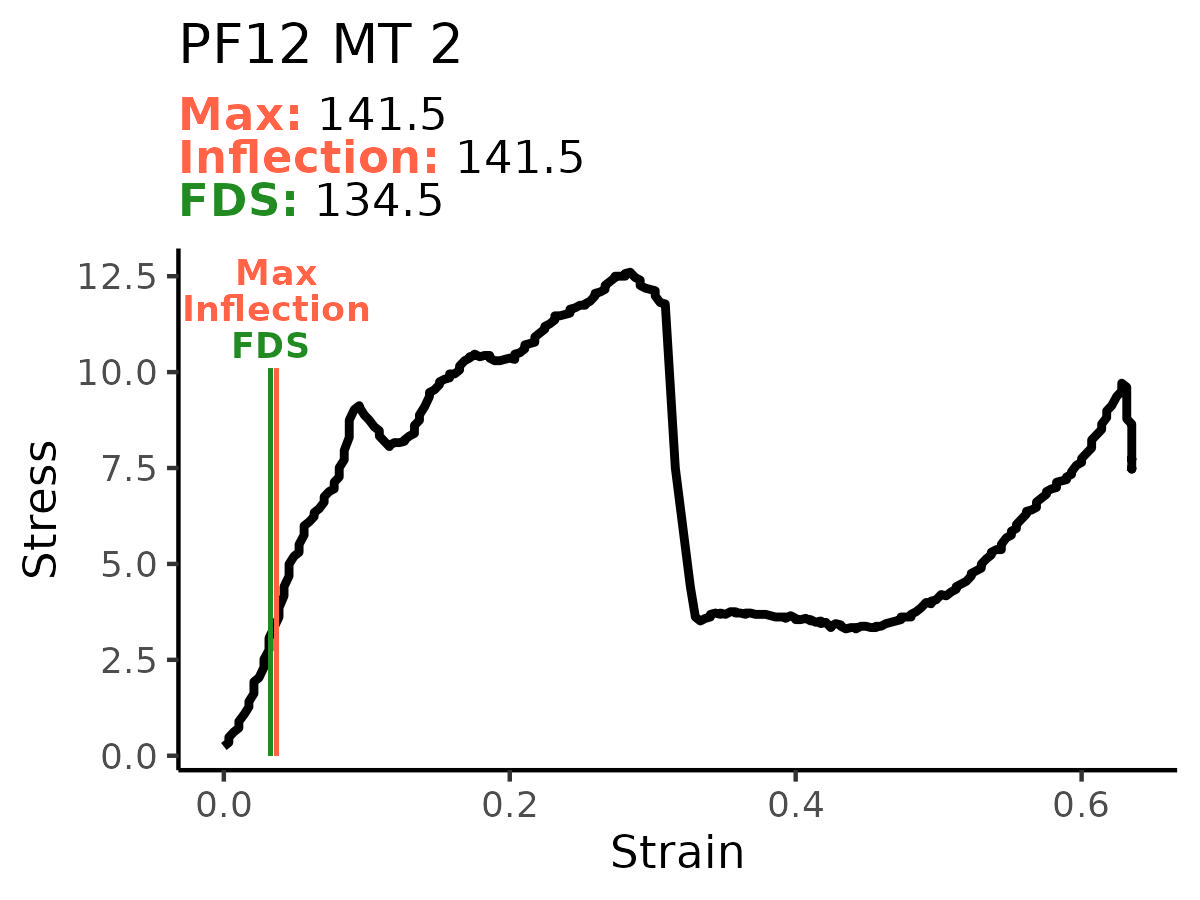 PF12 MT 2
Max: 141.5
Inflection: 141.5
FDS: 134.5
Max
Inflection
FDS
12.5
10.0
7.5
5.0
2.5
0.0
Stress
0.0 0.2 0.4 0.6
Strain